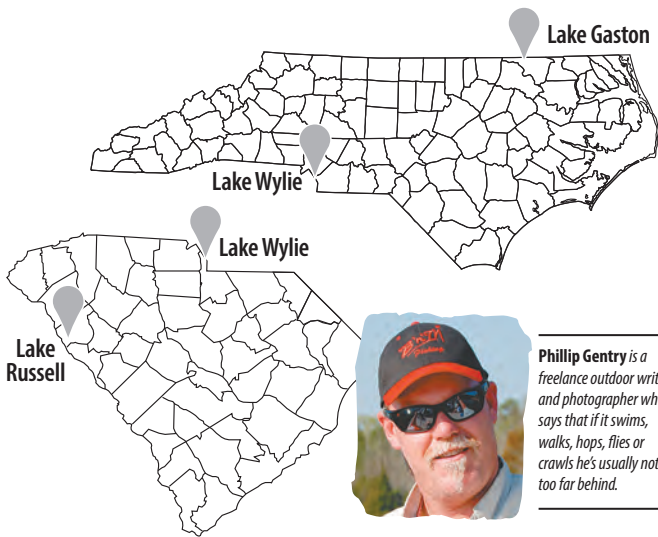 Lake Gaston
Lake Wylie
Lake Wylie
Lake
Russell
Phillip Gentry is a
freelance outdoor
and photographer
says that if it swims,
walks, hops, flies or
crawls he's usually not
too far behind.